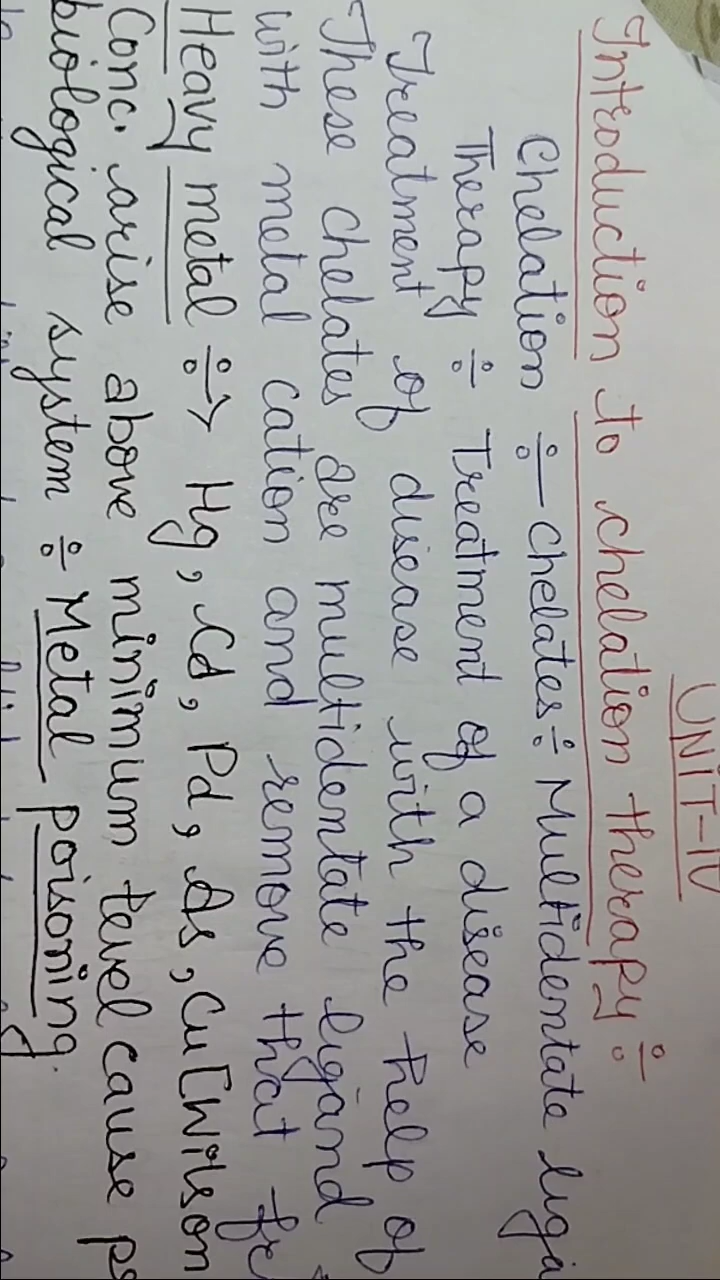 UNIT-IV
Introduction to chelation therapy ÷
Chelation ÷ Chelates ÷ Multidentate liga
Therapy ÷ Treatment of a disease
Treatment of disease with the help of
These chelates are multidentate ligand
with metal cation and remove that fr
Heavy metal ÷> Hg, Cd, Pd, As, Cu [Wilson
Conc. arise above minimum level cause po
biological system ÷ Metal poisoning.